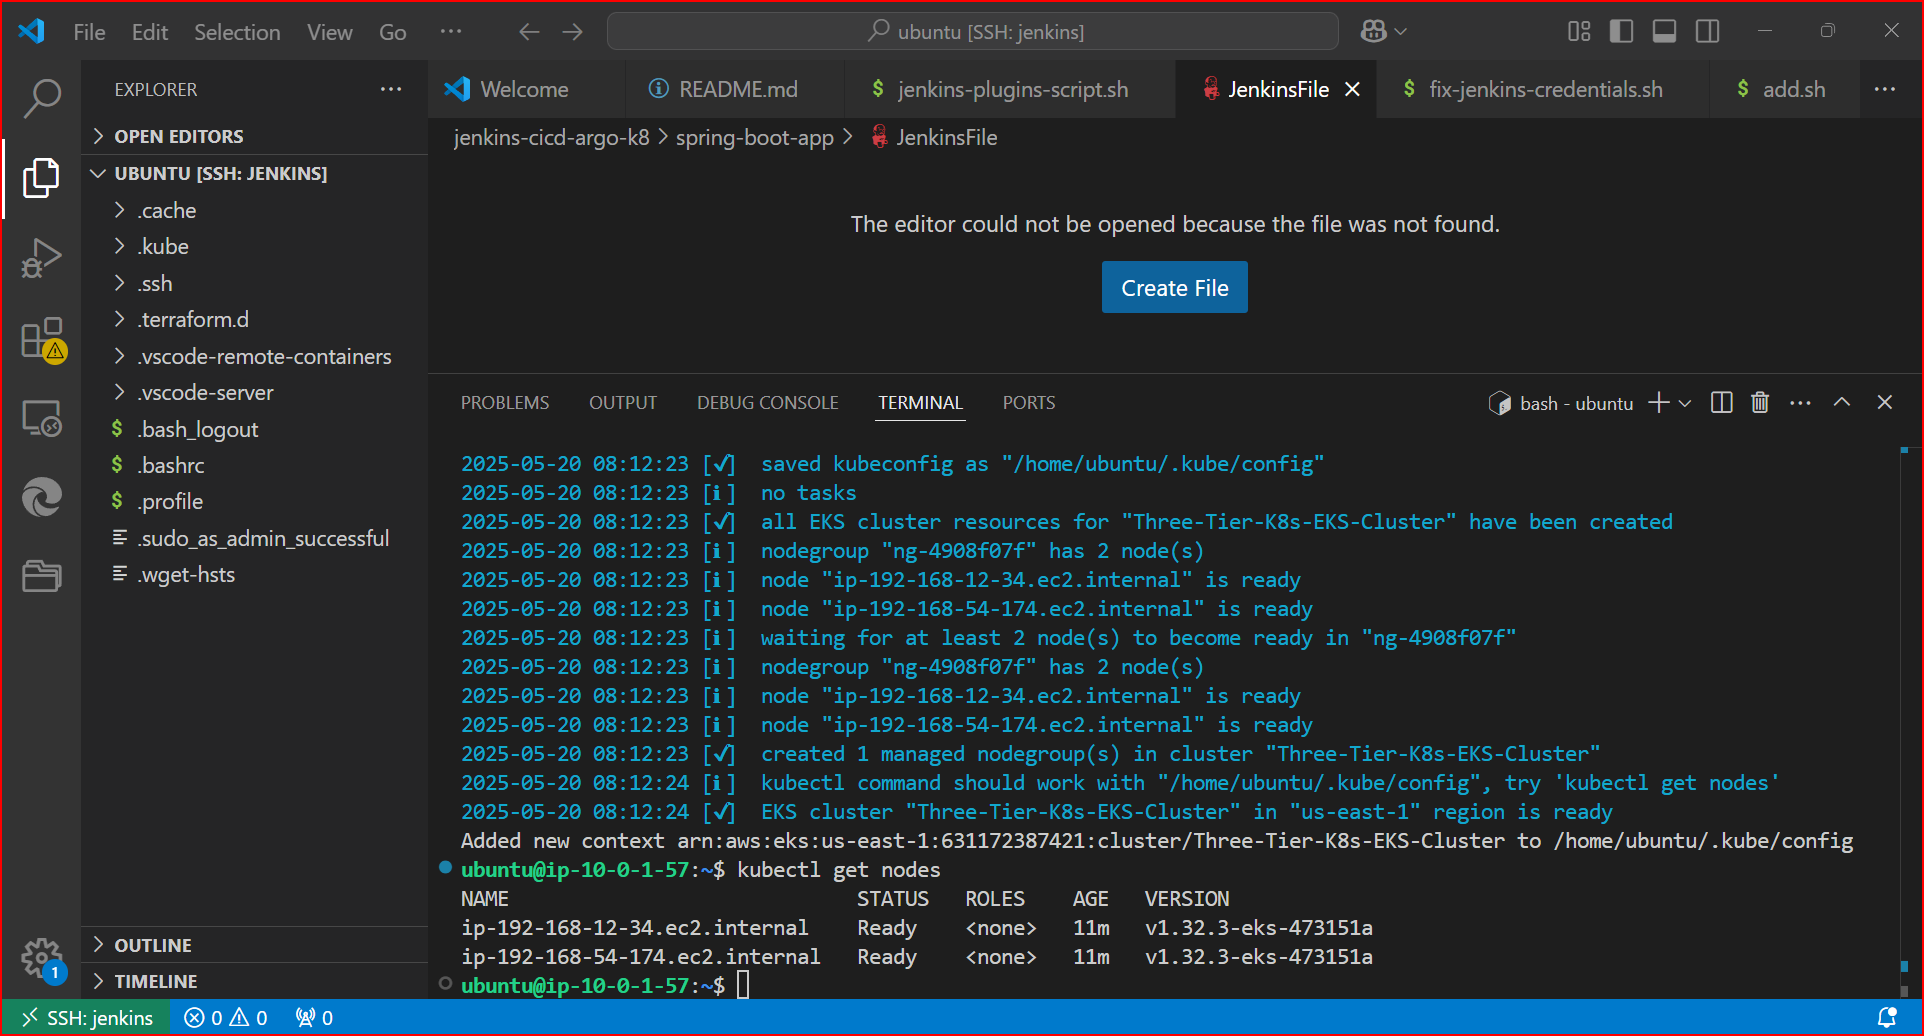 File Edit Selection View Go ···
ubuntu [SSH: jenkins]
EXPLORER
OPEN EDITORS
UBUNTU [SSH: JENKINS]
.cache
.kube
.ssh
.terraform.d
.vscode-remote-containers
.vscode-server
$ .bash_logout
$ .bashrc
$ .profile
.sudo_as_admin_successful
.wget-hsts
OUTLINE
TIMELINE
Welcome
README.md
$ jenkins-plugins-script.sh
JenkinsFile
$ fix-jenkins-credentials.sh
$ add.sh
jenkins-cicd-argo-k8 > spring-boot-app > JenkinsFile
The editor could not be opened because the file was not found.
Create File
PROBLEMS OUTPUT DEBUG CONSOLE TERMINAL PORTS
bash - ubuntu
2025-05-20 08:12:23 [✓] saved kubeconfig as "/home/ubuntu/.kube/config"
2025-05-20 08:12:23 [ℹ] no tasks
2025-05-20 08:12:23 [✓] all EKS cluster resources for "Three-Tier-K8s-EKS-Cluster" have been created
2025-05-20 08:12:23 [ℹ] nodegroup "ng-4908f07f" has 2 node(s)
2025-05-20 08:12:23 [ℹ] node "ip-192-168-12-34.ec2.internal" is ready
2025-05-20 08:12:23 [ℹ] node "ip-192-168-54-174.ec2.internal" is ready
2025-05-20 08:12:23 [ℹ] waiting for at least 2 node(s) to become ready in "ng-4908f07f"
2025-05-20 08:12:23 [ℹ] nodegroup "ng-4908f07f" has 2 node(s)
2025-05-20 08:12:23 [ℹ] node "ip-192-168-12-34.ec2.internal" is ready
2025-05-20 08:12:23 [ℹ] node "ip-192-168-54-174.ec2.internal" is ready
2025-05-20 08:12:23 [✓] created 1 managed nodegroup(s) in cluster "Three-Tier-K8s-EKS-Cluster"
2025-05-20 08:12:24 [ℹ] kubectl command should work with "/home/ubuntu/.kube/config", try 'kubectl get nodes'
2025-05-20 08:12:24 [✓] EKS cluster "Three-Tier-K8s-EKS-Cluster" in "us-east-1" region is ready
Added new context arn:aws:eks:us-east-1:631172387421:cluster/Three-Tier-K8s-EKS-Cluster to /home/ubuntu/.kube/config
ubuntu@ip-10-0-1-57:~$ kubectl get nodes
NAME STATUS ROLES AGE VERSION
ip-192-168-12-34.ec2.internal Ready <none> 11m v1.32.3-eks-473151a
ip-192-168-54-174.ec2.internal Ready <none> 11m v1.32.3-eks-473151a
ubuntu@ip-10-0-1-57:~$
1
SSH: jenkins 0 0 0